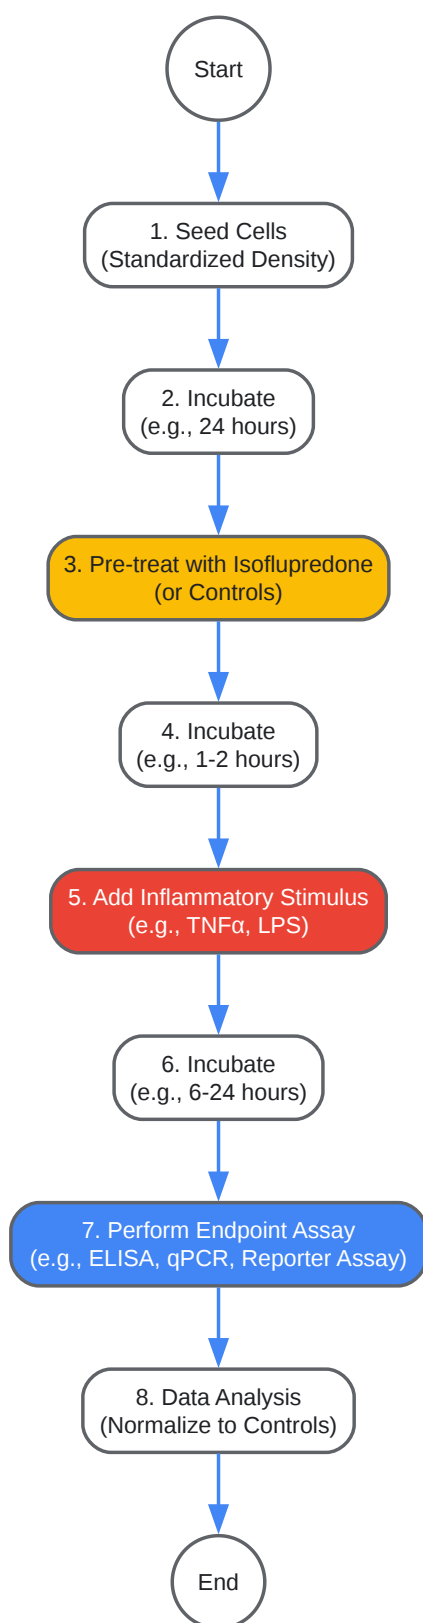 Start
1. Seed Cells
(Standardized Density)
2. Incubate
(e.g., 24 hours)
3. Pre-treat with Isoflupredone
(or Controls)
4. Incubate
(e.g., 1-2 hours)
5. Add Inflammatory Stimulus
(e.g., TNFα, LPS)
6. Incubate
(e.g., 6-24 hours)
7. Perform Endpoint Assay
(e.g., ELISA, qPCR, Reporter Assay)
8. Data Analysis
(Normalize to Controls)
End